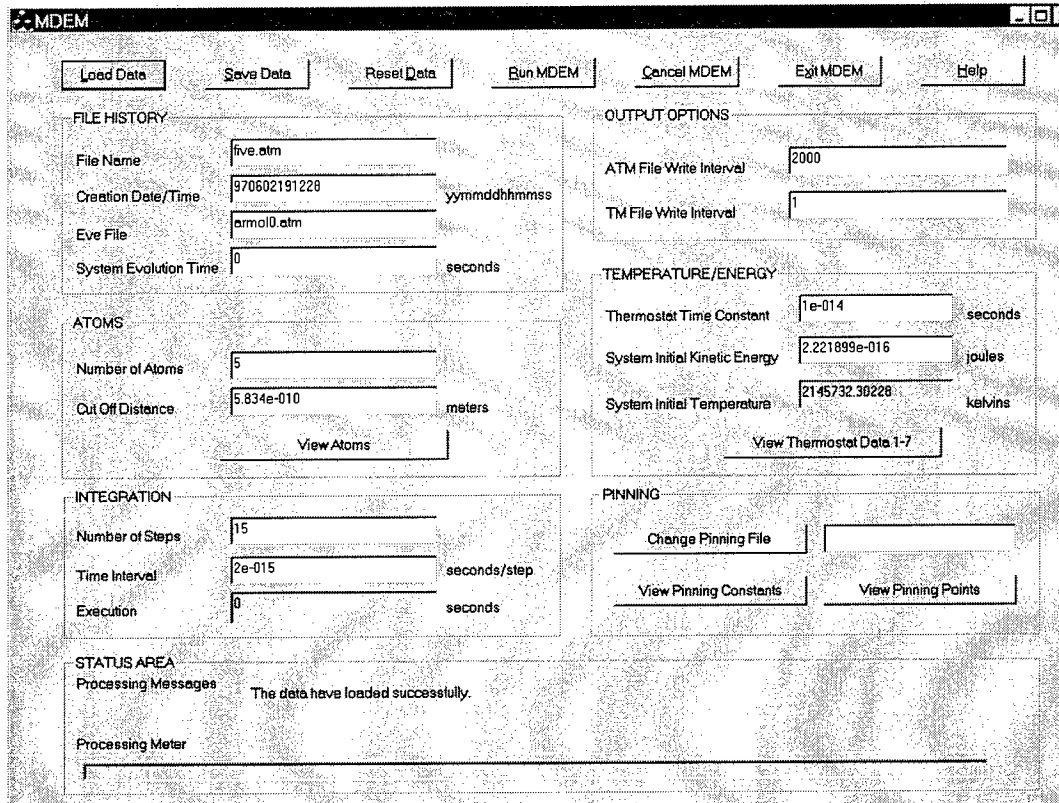 MDEM
Load Data Save Data Reset Data Run MDEM Cancel MDEM Exit MDEM Help
FILE HISTORY
File Name five.atm
Creation Date/Time 970602191228 yymmddhhmmss
Eve File armol0.atm
System Evolution Time 0 seconds
ATOMS
Number of Atoms 5
Cut Off Distance 5.834e-010 meters
View Atoms
INTEGRATION
Number of Steps 15
Time Interval 2e-015 seconds/step
Execution 0 seconds
OUTPUT OPTIONS
ATM File Write Interval 2000
TM File Write Interval 1
TEMPERATURE/ENERGY
Thermostat Time Constant 1e-014 seconds
System Initial Kinetic Energy 2.221899e-016 joules
System Initial Temperature 2145732.30228 kelvins
View Thermostat Data 1-7
PINNING
Change Pinning File
View Pinning Constants View Pinning Points
STATUS AREA
Processing Messages The data have loaded successfully.
Processing Meter